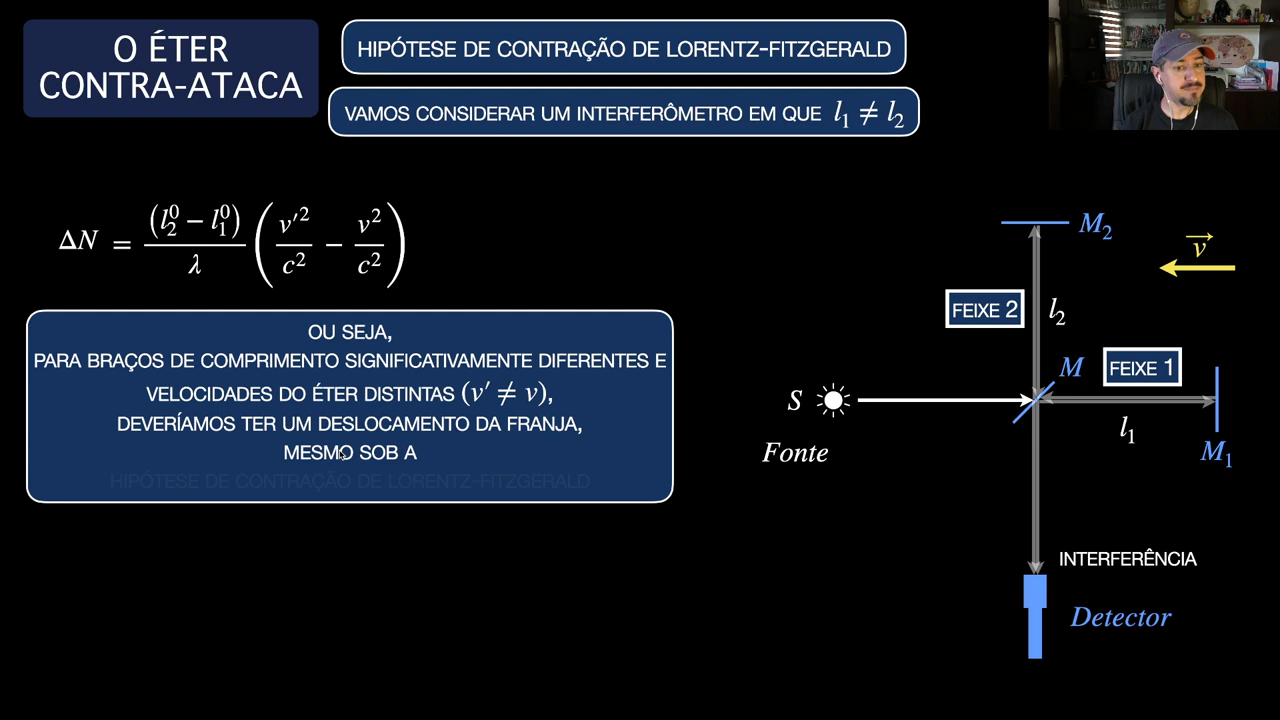 O ÉTER
CONTRA-ATACA
HIPÓTESE DE CONTRAÇÃO DE LORENTZ-FITZGERALD
VAMOS CONSIDERAR UM INTERFERÔMETRO EM QUE l₁ ≠ l₂
ΔN = (l₂⁰ − l₁⁰)/λ (v′²/c² − v²/c²)
OU SEJA,
PARA BRAÇOS DE COMPRIMENTO SIGNIFICATIVAMENTE DIFERENTES E
VELOCIDADES DO ÉTER DISTINTAS (v′ ≠ v),
DEVERÍAMOS TER UM DESLOCAMENTO DA FRANJA,
MESMO SOB A
HIPÓTESE DE CONTRAÇÃO DE LORENTZ-FITZGERALD
M₂
v
FEIXE 2
l₂
M
FEIXE 1
S
l₁
Fonte
M₁
INTERFERÊNCIA
Detector